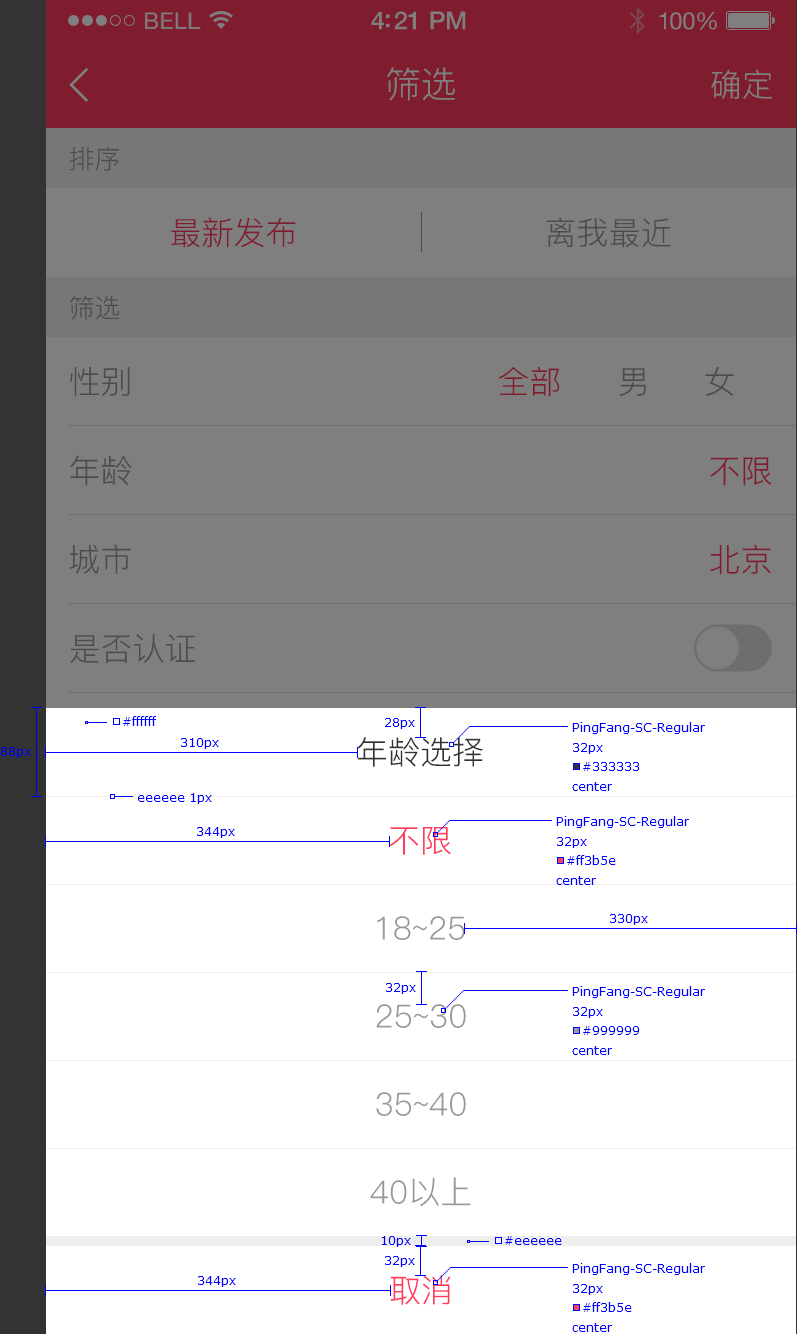 BELL 4:21 PM 100%
筛选 确定
排序
最新发布 离我最近
筛选
性别 全部 男 女
年龄 不限
城市 北京
是否认证
#ffffff 28px PingFang-SC-Regular
88px 310px 年龄选择 32px
#333333
center
eeeeee 1px
344px 不限 PingFang-SC-Regular
32px
#ff3b5e
center
18~25 330px
32px PingFang-SC-Regular
25~30 32px
#999999
center
35~40
40以上
10px #eeeeee
32px PingFang-SC-Regular
344px 取消 32px
#ff3b5e
center